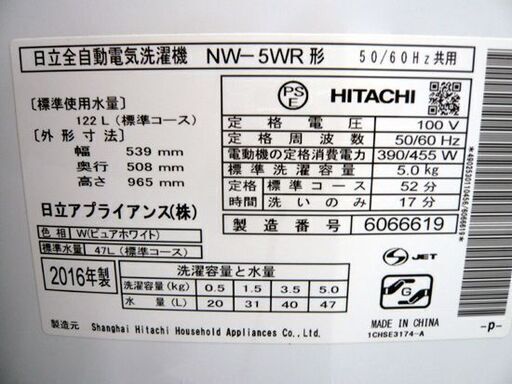 日立全自動電気洗濯機 NW-5WR形 50/60Hz共用
[標準使用水量]
122L(標準コース)
[外形寸法]
幅 539 mm
奥行 508 mm
高さ 965 mm
日立アプライアンス(株)
色相 W(ピュアホワイト)
標準水量 47L(標準コース)
PS
E
HITACHI
定格電圧 100 V
定格周波数 50/60 Hz
電動機の定格消費電力 390/455 W
標準洗濯容量 5.0 kg
定格時間 標準コース 52 分
洗いのみ 17 分
製造番号 6066619
2016年製
洗濯容量と水量
洗濯容量(kg) 0.5 1.5 3.5 5.0
水量(L) 20 31 40 47
S JET
G
MADE IN CHINA
1CHSE3174-A
-p-
製造元 Shanghai Hitachi Household Appliances Co., Ltd.